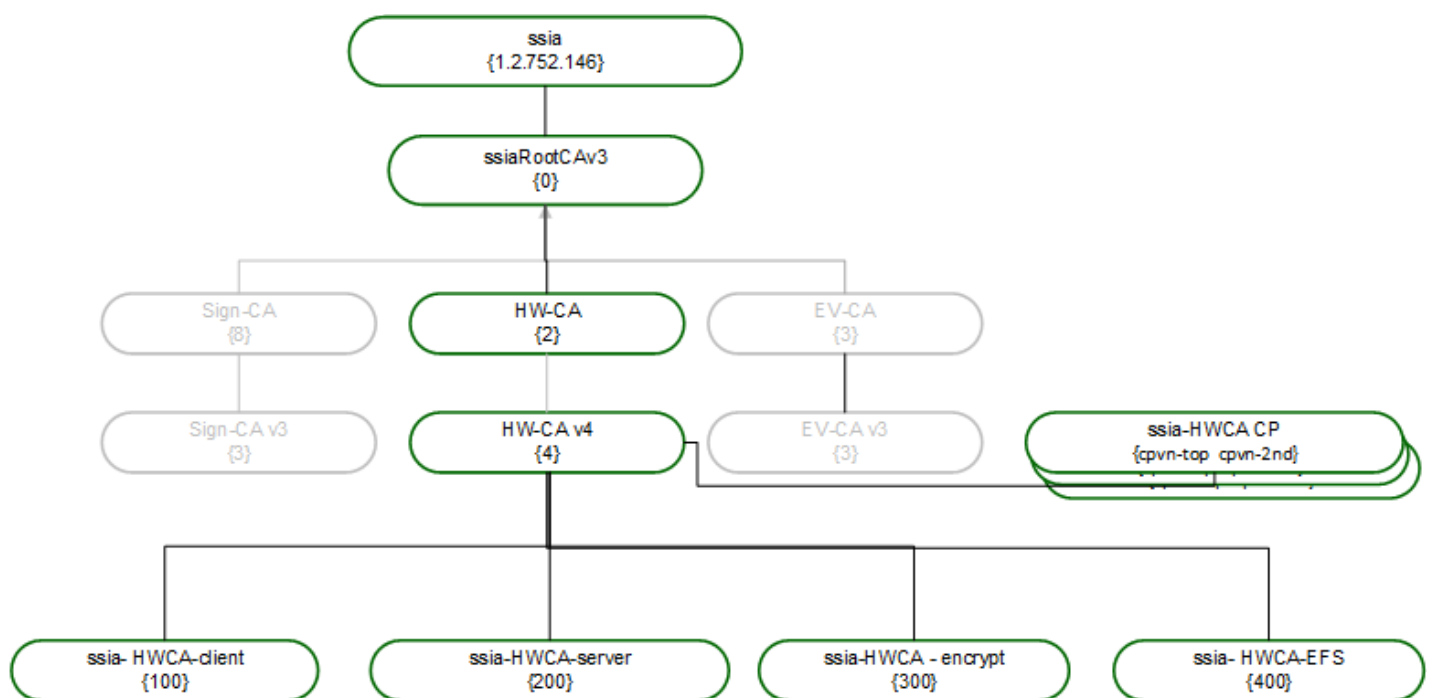 ssia
{1.2.752.146}
ssiaRootCAv3
{0}
Sign-CA
{8}
HW-CA
{2}
EV-CA
{3}
Sign-CA v3
{3}
HW-CA v4
{4}
EV-CA v3
{3}
ssia-HWCA CP
{cpvn-top cpvn-2nd}
ssia- HWCA-client
{100}
ssia-HWCA-server
{200}
ssia-HWCA - encrypt
{300}
ssia- HWCA-EFS
{400}